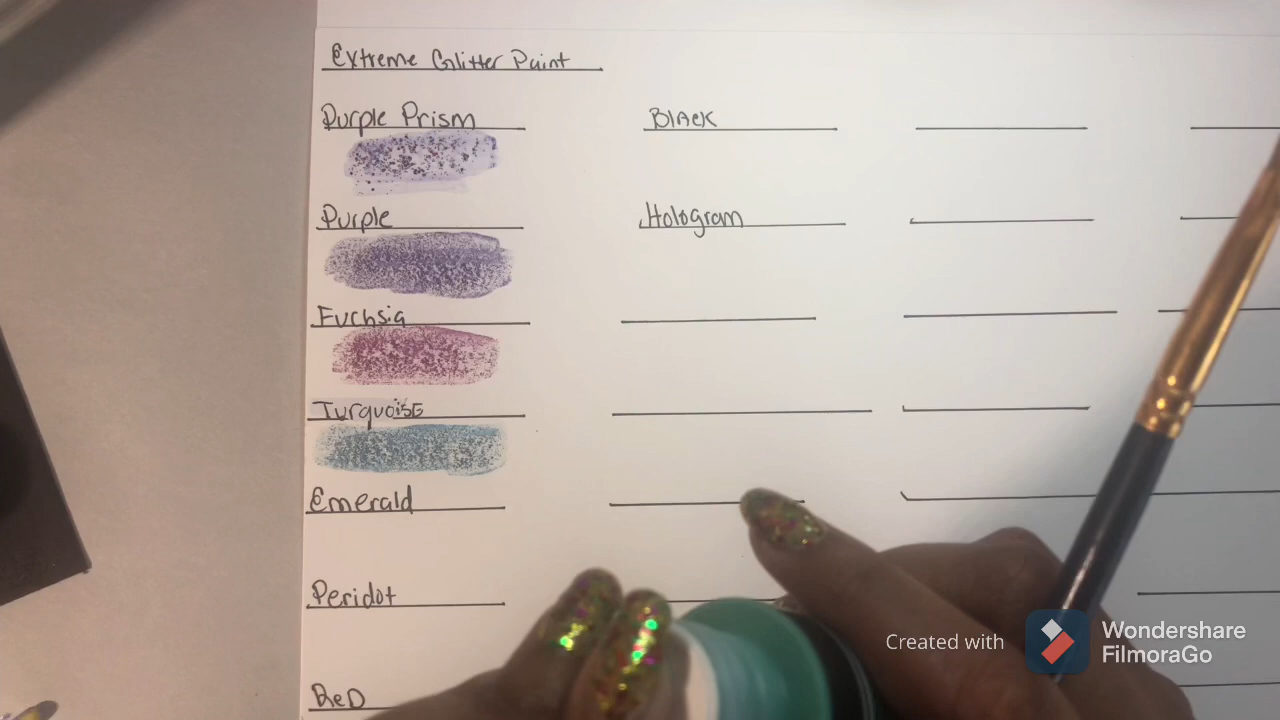 Extreme Glitter Paint
Purple Prism
Black
Purple
Hologram
Fuchsia
Turquoise
Emerald
Peridot
Red
Created with
Wondershare
FilmoraGo